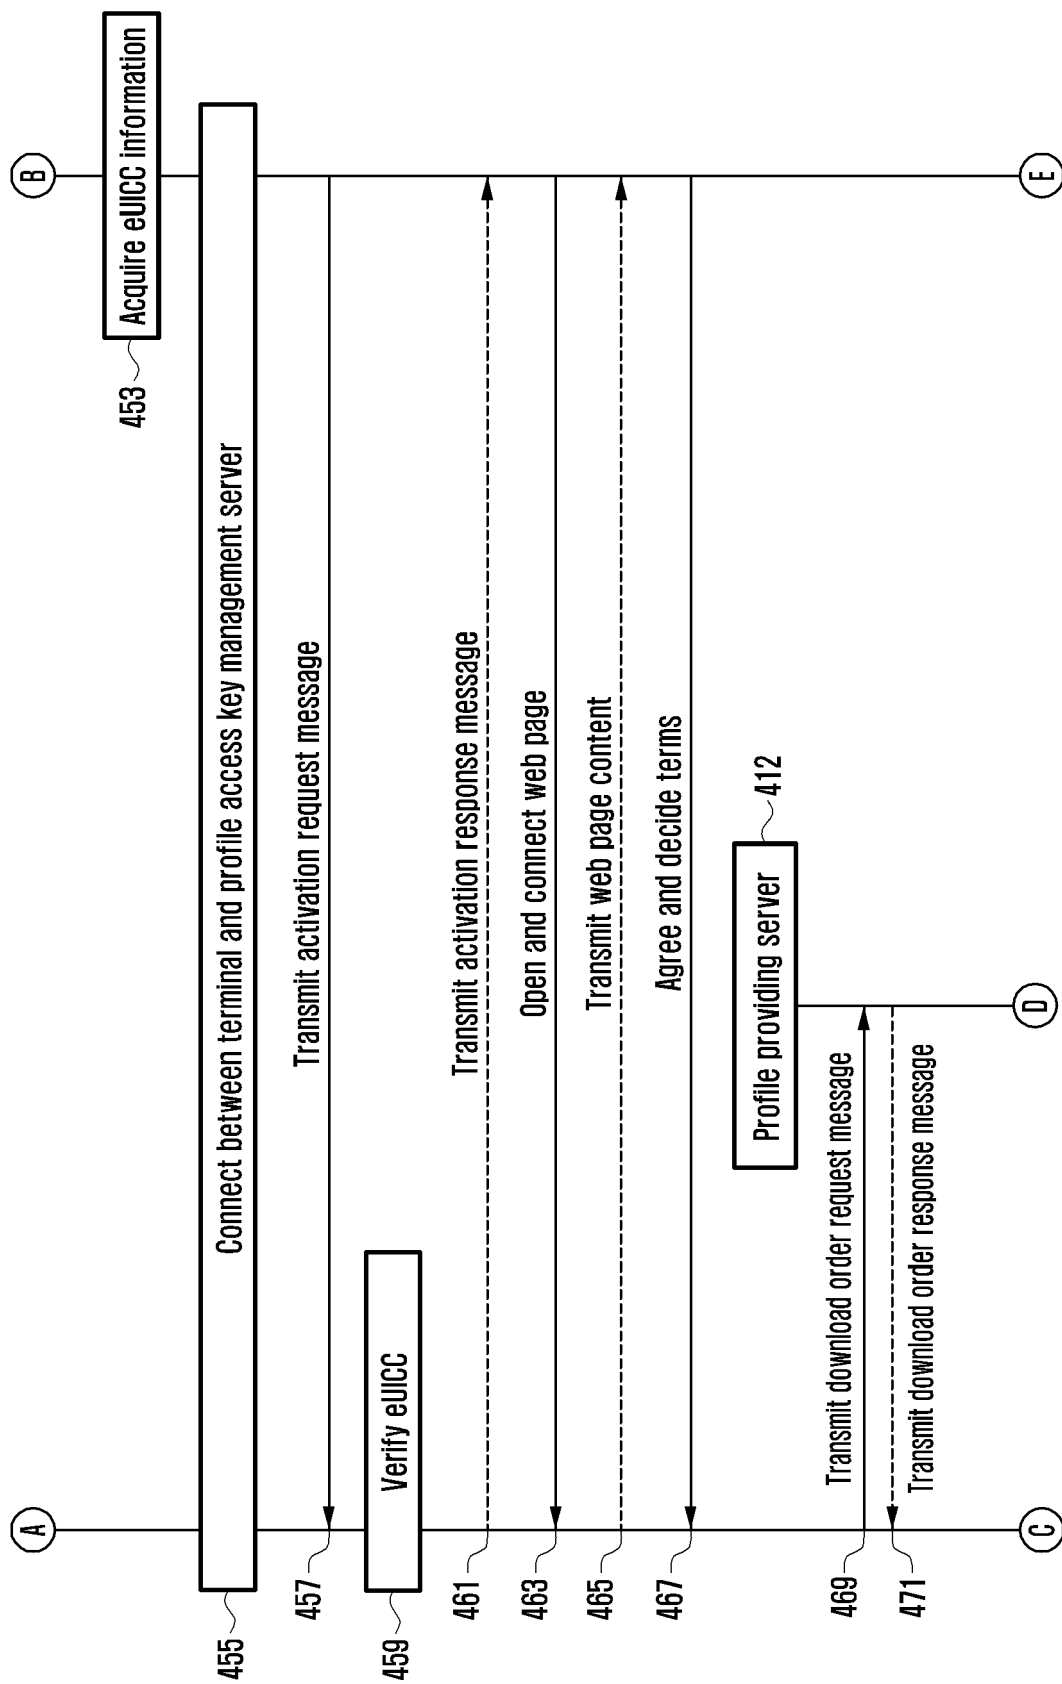 A
B
Acquire eUICC information
453
Connect between terminal and profile access key management server
455
Transmit activation request message
457
Verify eUICC
459
Transmit activation response message
461
Open and connect web page
463
Transmit web page content
465
Agree and decide terms
467
Profile providing server
412
Transmit download order request message
469
Transmit download order response message
471
C
D
E